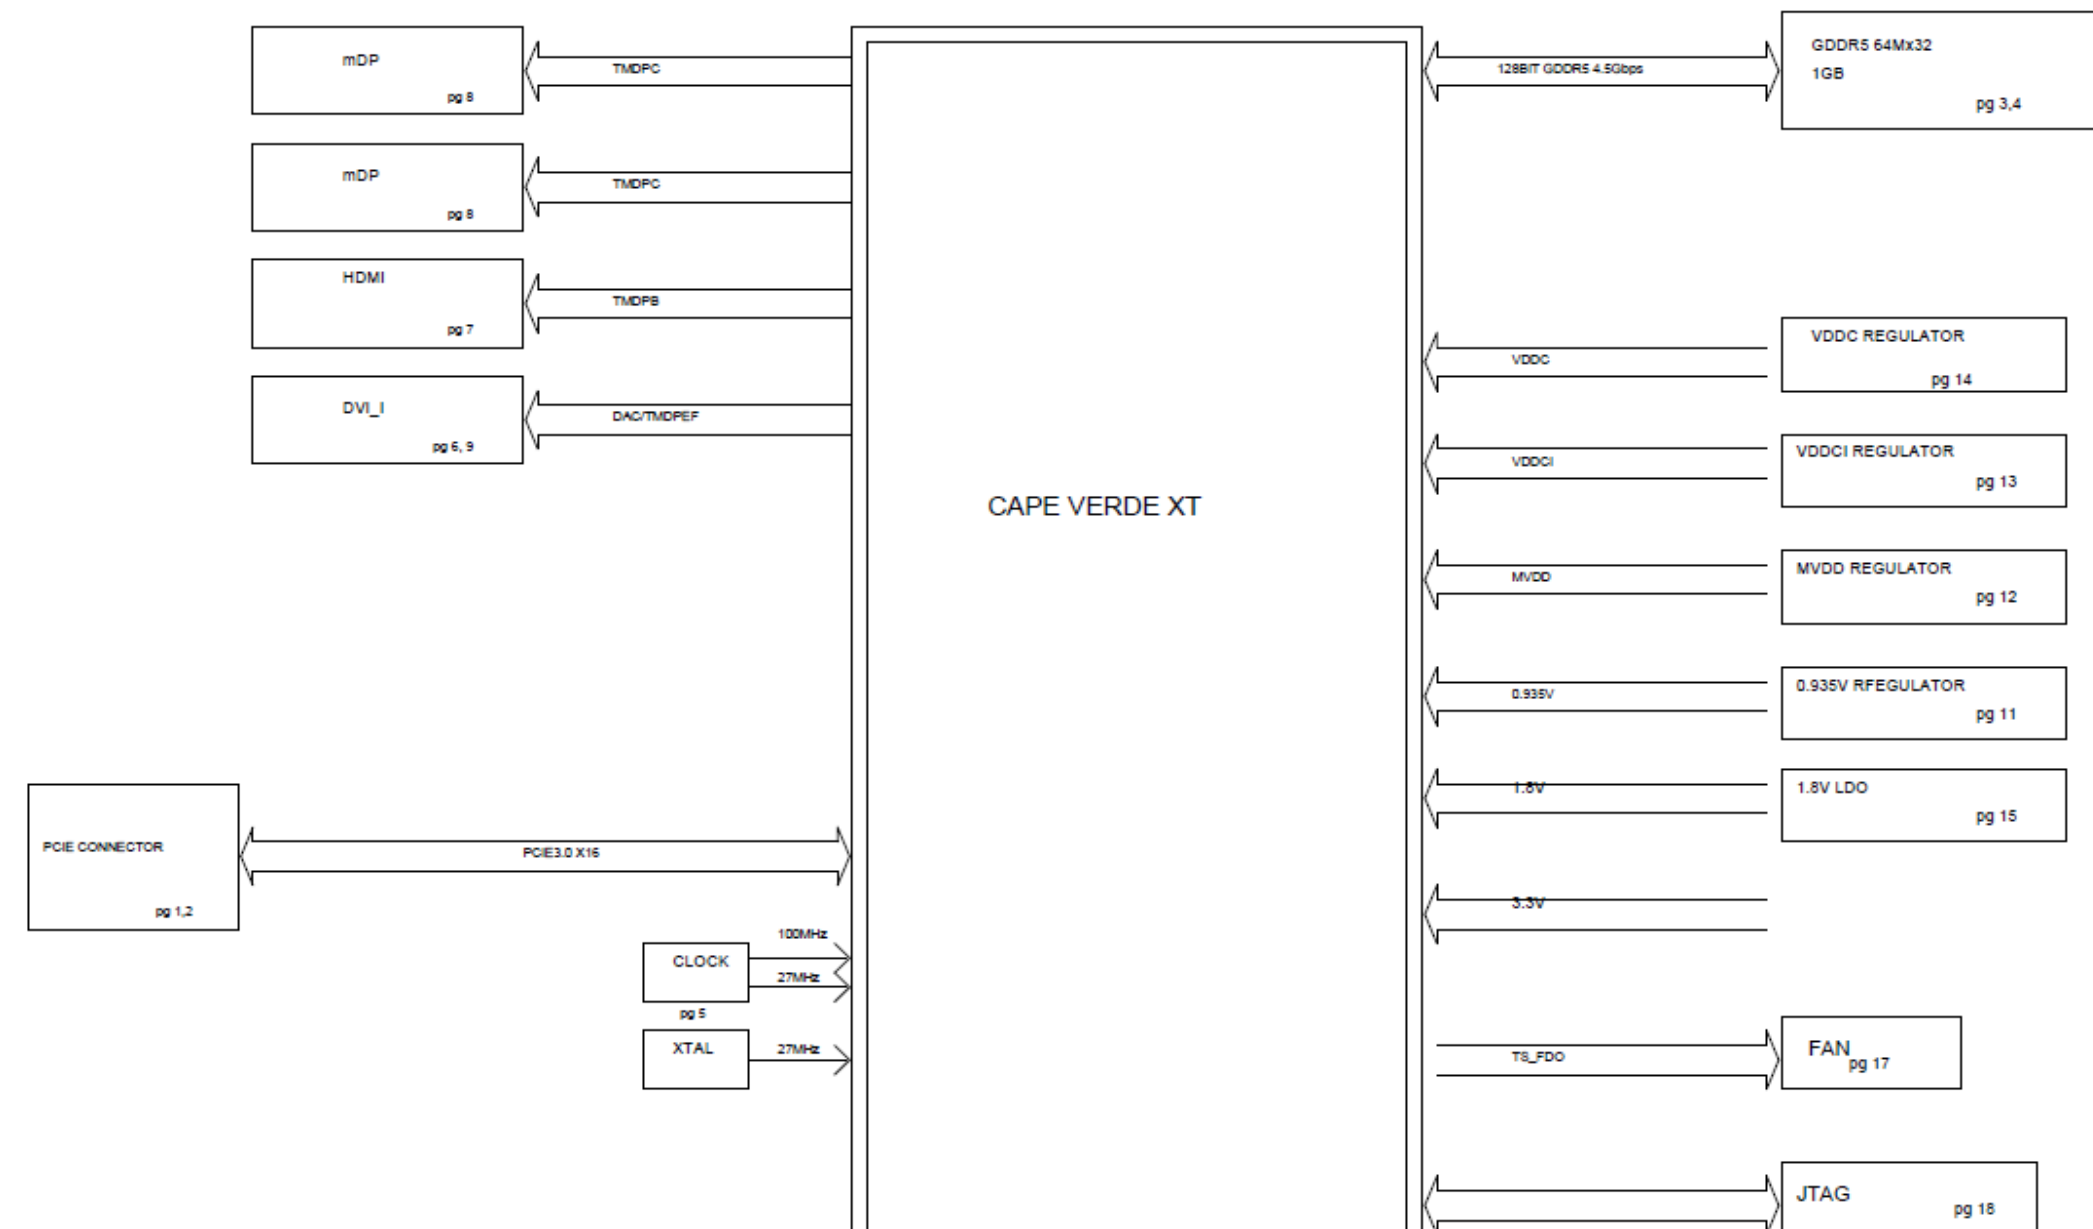 mDP
pg 8
TMDPC
mDP
pg 8
TMDPC
HDMI
pg 7
TMDPB
DVI_I
pg 6, 9
DAC/TMDPEF
CAPE VERDE XT
PCIE CONNECTOR
pg 1,2
PCIE3.0 X16
CLOCK
pg 5
100MHz
27MHz
XTAL
27MHz
128BIT GDDR5 4.5Gbps
GDDR5 64Mx32
1GB
pg 3,4
VDDC
VDDC REGULATOR
pg 14
VDDCI
VDDCI REGULATOR
pg 13
MVDD
MVDD REGULATOR
pg 12
0.935V
0.935V RFEGULATOR
pg 11
1.8V
1.8V LDO
pg 15
3.3V
TS_FDO
FAN
pg 17
JTAG
pg 18